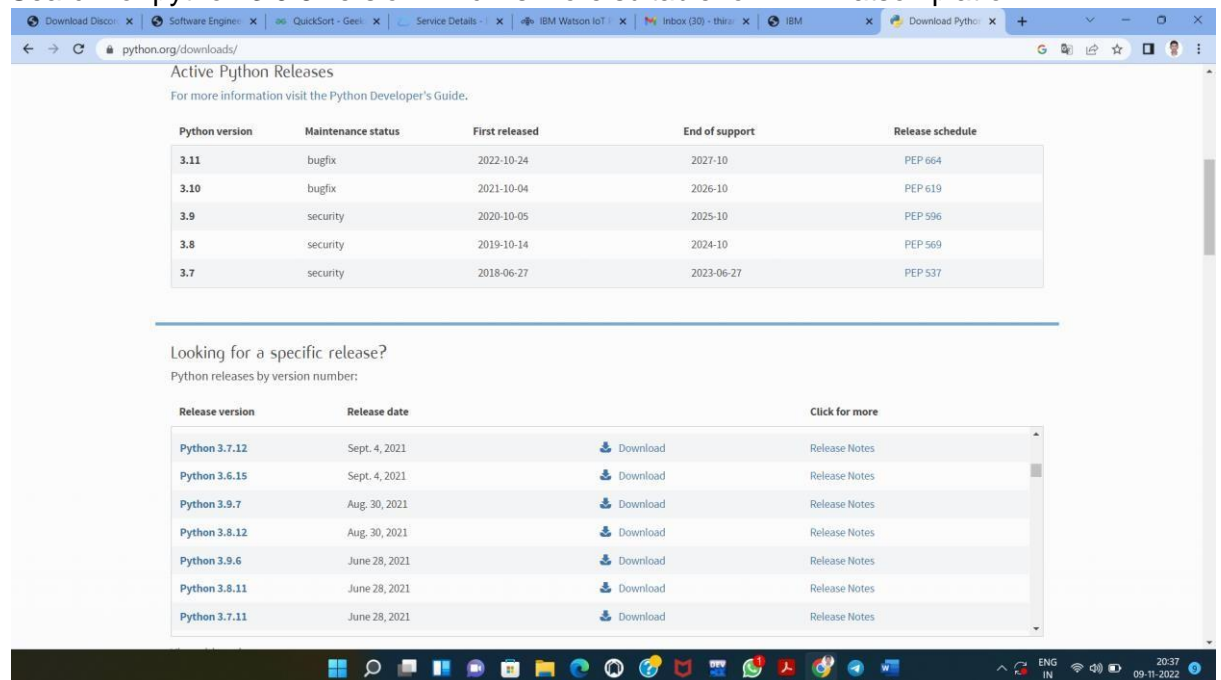 Download Discor
Software Enginee
QuickSort - Geek
Service Details - I
IBM Watson IoT P
Inbox (30) - thira
IBM
Download Python
python.org/downloads/
Active Python Releases
For more information visit the Python Developer's Guide.
Python version Maintenance status First released End of support Release schedule
3.11 bugfix 2022-10-24 2027-10 PEP 664
3.10 bugfix 2021-10-04 2026-10 PEP 619
3.9 security 2020-10-05 2025-10 PEP 596
3.8 security 2019-10-14 2024-10 PEP 569
3.7 security 2018-06-27 2023-06-27 PEP 537
Looking for a specific release?
Python releases by version number:
Release version Release date Click for more
Python 3.7.12 Sept. 4, 2021 Download Release Notes
Python 3.6.15 Sept. 4, 2021 Download Release Notes
Python 3.9.7 Aug. 30, 2021 Download Release Notes
Python 3.8.12 Aug. 30, 2021 Download Release Notes
Python 3.9.6 June 28, 2021 Download Release Notes
Python 3.8.11 June 28, 2021 Download Release Notes
Python 3.7.11 June 28, 2021 Download Release Notes
ENG
IN
20:37
09-11-2022
9